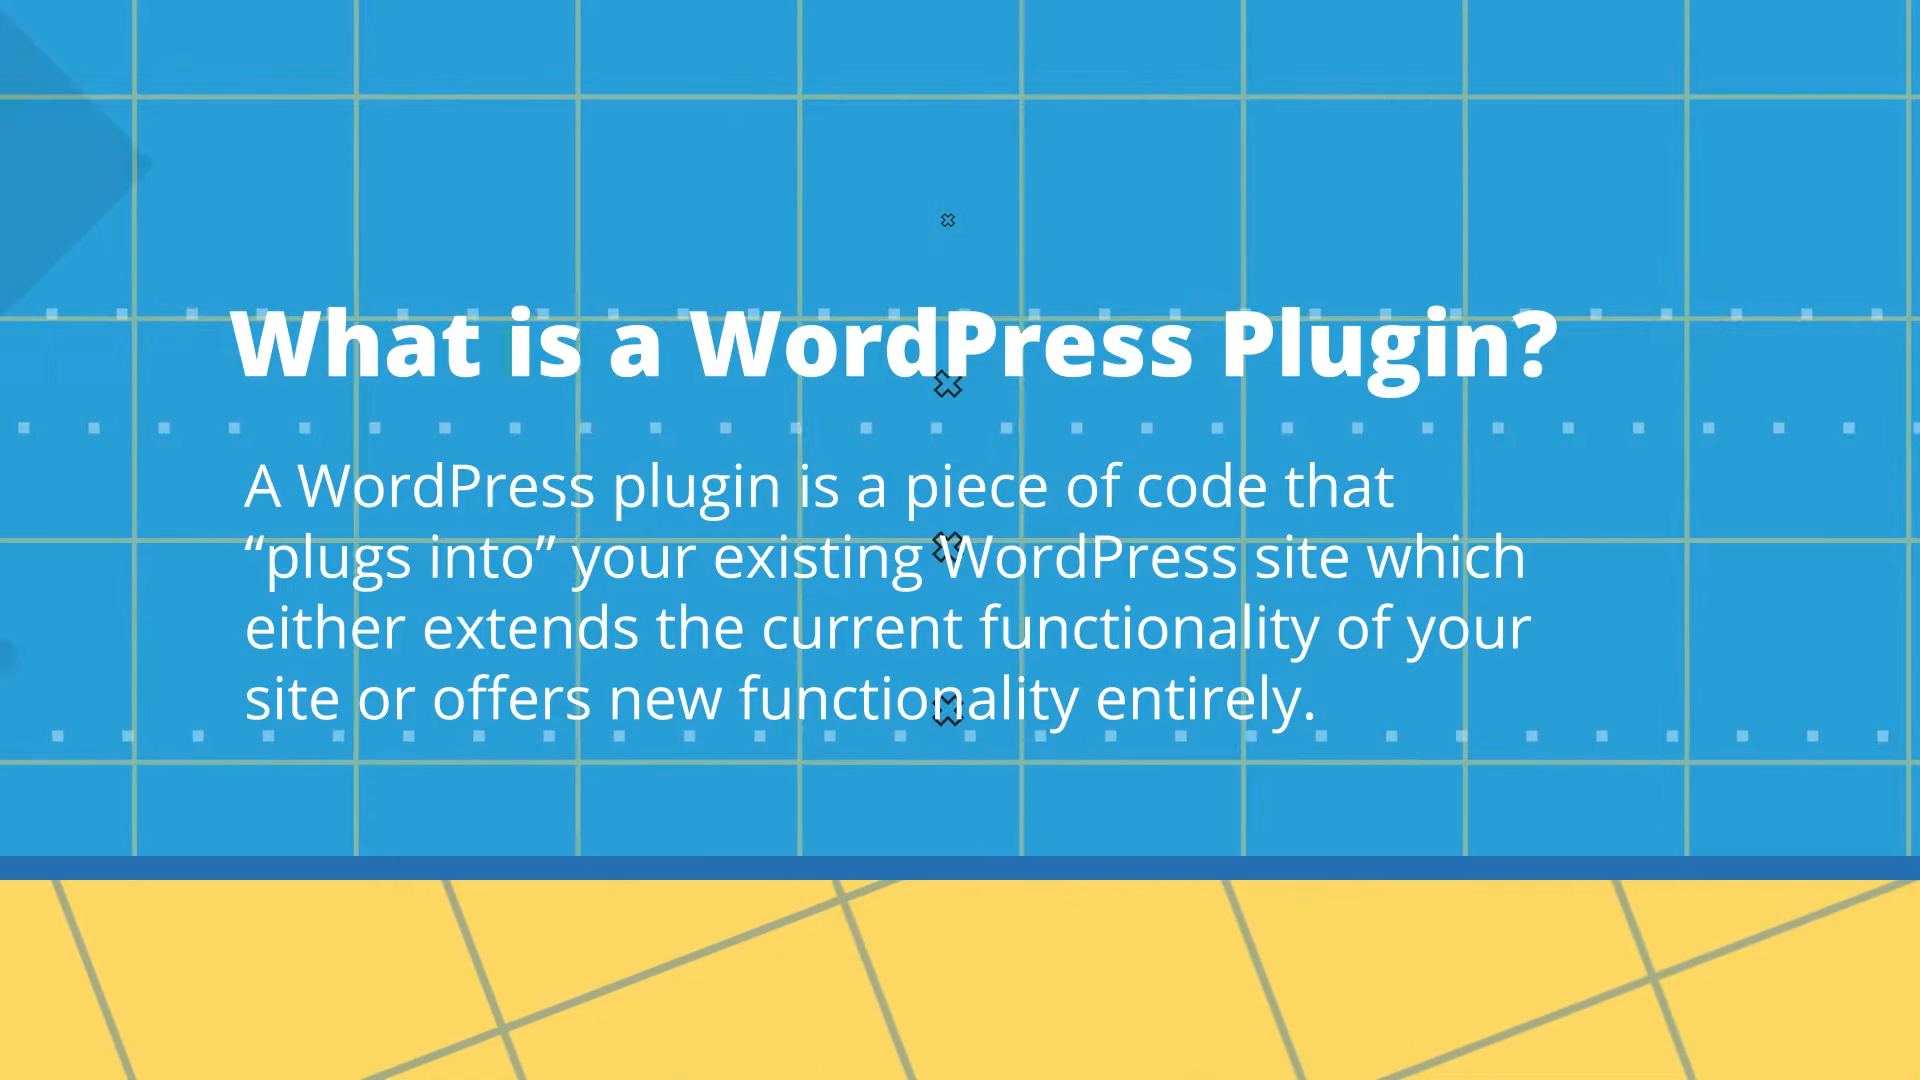 What is a WordPress Plugin?
A WordPress plugin is a piece of code that
“plugs into” your existing WordPress site which
either extends the current functionality of your
site or offers new functionality entirely.